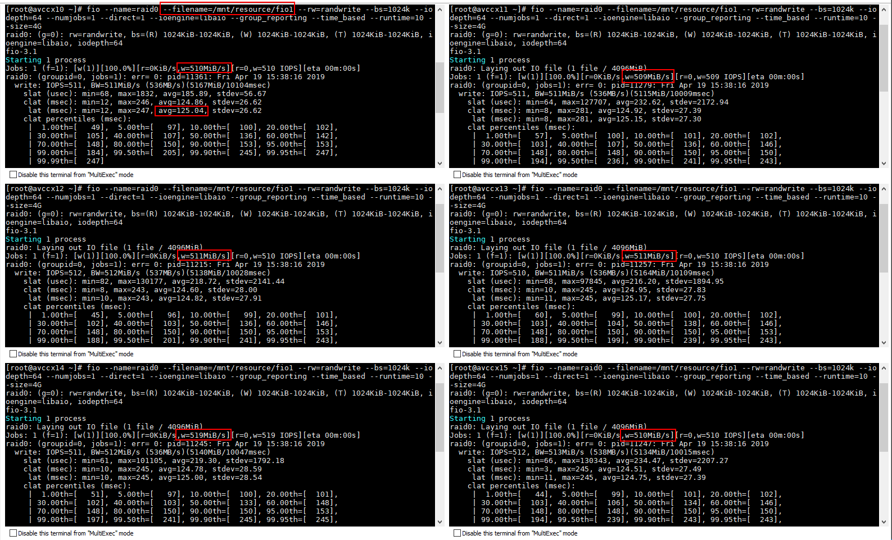 [root@avccx10 ~]# fio --name=raid0 --filename=/mnt/resource/fio1 --rw=randwrite --bs=1024k --io
depth=64 --numjobs=1 --direct=1 --ioengine=libaio --group_reporting --time_based --runtime=10 -
-size=4G
raid0: (g=0): rw=randwrite, bs=(R) 1024KiB-1024KiB, (W) 1024KiB-1024KiB, (T) 1024KiB-1024KiB, io
engine=libaio, iodepth=64
fio-3.1
Starting 1 process
Jobs: 1 (f=1): [w(1)][100.0%][r=0KiB/s,w=510MiB/s][r=0,w=510 IOPS][eta 00m:00s]
raid0: (groupid=0, jobs=1): err= 0: pid=11361: Fri Apr 19 15:38:16 2019
write: IOPS=511, BW=511MiB/s (536MB/s)(5167MiB/10104msec)
slat (usec): min=68, max=1832, avg=185.89, stdev=56.67
clat (msec): min=12, max=246, avg=124.86, stdev=26.62
lat (msec): min=12, max=247, avg=125.04, stdev=26.62
clat percentiles (msec):
| 1.00th=[ 49], 5.00th=[ 97], 10.00th=[ 100], 20.00th=[ 102],
| 30.00th=[ 105], 40.00th=[ 107], 50.00th=[ 136], 60.00th=[ 142],
| 70.00th=[ 148], 80.00th=[ 150], 90.00th=[ 153], 95.00th=[ 153],
| 99.00th=[ 184], 99.50th=[ 205], 99.90th=[ 245], 99.95th=[ 247],
| 99.99th=[ 247]
Disable this terminal from "MultiExec" mode
[root@avccx11 ~]# fio --name=raid0 --filename=/mnt/resource/fio1 --rw=randwrite --bs=1024k --io
depth=64 --numjobs=1 --direct=1 --ioengine=libaio --group_reporting --time_based --runtime=10 -
-size=4G
raid0: (g=0): rw=randwrite, bs=(R) 1024KiB-1024KiB, (W) 1024KiB-1024KiB, (T) 1024KiB-1024KiB, i
oengine=libaio, iodepth=64
fio-3.1
Starting 1 process
raid0: Laying out IO file (1 file / 4096MiB)
Jobs: 1 (f=1): [w(1)][100.0%][r=0KiB/s,w=509MiB/s][r=0,w=509 IOPS][eta 00m:00s]
raid0: (groupid=0, jobs=1): err= 0: pid=11279: Fri Apr 19 15:38:16 2019
write: IOPS=511, BW=511MiB/s (536MB/s)(5115MiB/10009msec)
slat (usec): min=64, max=127707, avg=232.62, stdev=2172.94
clat (msec): min=8, max=281, avg=124.92, stdev=27.39
lat (msec): min=8, max=281, avg=125.15, stdev=27.30
clat percentiles (msec):
| 1.00th=[ 57], 5.00th=[ 100], 10.00th=[ 101], 20.00th=[ 102],
| 30.00th=[ 103], 40.00th=[ 107], 50.00th=[ 136], 60.00th=[ 146],
| 70.00th=[ 148], 80.00th=[ 148], 90.00th=[ 150], 95.00th=[ 153],
| 99.00th=[ 194], 99.50th=[ 236], 99.90th=[ 241], 99.95th=[ 243],
Disable this terminal from "MultiExec" mode
[root@avccx12 ~]# fio --name=raid0 --filename=/mnt/resource/fio1 --rw=randwrite --bs=1024k --io
depth=64 --numjobs=1 --direct=1 --ioengine=libaio --group_reporting --time_based --runtime=10 -
-size=4G
raid0: (g=0): rw=randwrite, bs=(R) 1024KiB-1024KiB, (W) 1024KiB-1024KiB, (T) 1024KiB-1024KiB, i
oengine=libaio, iodepth=64
fio-3.1
Starting 1 process
raid0: Laying out IO file (1 file / 4096MiB)
Jobs: 1 (f=1): [w(1)][100.0%][r=0KiB/s,w=511MiB/s][r=0,w=510 IOPS][eta 00m:00s]
raid0: (groupid=0, jobs=1): err= 0: pid=11215: Fri Apr 19 15:38:16 2019
write: IOPS=512, BW=512MiB/s (537MB/s)(5138MiB/10028msec)
slat (usec): min=82, max=130177, avg=218.72, stdev=2141.44
clat (msec): min=8, max=243, avg=124.60, stdev=28.00
lat (msec): min=10, max=243, avg=124.82, stdev=27.91
clat percentiles (msec):
| 1.00th=[ 45], 5.00th=[ 96], 10.00th=[ 99], 20.00th=[ 101],
| 30.00th=[ 102], 40.00th=[ 103], 50.00th=[ 136], 60.00th=[ 146],
| 70.00th=[ 148], 80.00th=[ 150], 90.00th=[ 150], 95.00th=[ 153],
| 99.00th=[ 188], 99.50th=[ 201], 99.90th=[ 241], 99.95th=[ 243],
Disable this terminal from "MultiExec" mode
[root@avccx13 ~]# fio --name=raid0 --filename=/mnt/resource/fio1 --rw=randwrite --bs=1024k --io
depth=64 --numjobs=1 --direct=1 --ioengine=libaio --group_reporting --time_based --runtime=10 -
-size=4G
raid0: (g=0): rw=randwrite, bs=(R) 1024KiB-1024KiB, (W) 1024KiB-1024KiB, (T) 1024KiB-1024KiB, i
oengine=libaio, iodepth=64
fio-3.1
Starting 1 process
raid0: Laying out IO file (1 file / 4096MiB)
Jobs: 1 (f=1): [w(1)][100.0%][r=0KiB/s,w=511MiB/s][r=0,w=510 IOPS][eta 00m:00s]
raid0: (groupid=0, jobs=1): err= 0: pid=11257: Fri Apr 19 15:38:16 2019
write: IOPS=510, BW=511MiB/s (536MB/s)(5164MiB/10109msec)
slat (usec): min=68, max=97845, avg=216.20, stdev=1894.95
clat (msec): min=10, max=245, avg=124.95, stdev=27.83
lat (msec): min=11, max=245, avg=125.17, stdev=27.75
clat percentiles (msec):
| 1.00th=[ 60], 5.00th=[ 99], 10.00th=[ 100], 20.00th=[ 102],
| 30.00th=[ 103], 40.00th=[ 104], 50.00th=[ 138], 60.00th=[ 146],
| 70.00th=[ 148], 80.00th=[ 150], 90.00th=[ 150], 95.00th=[ 153],
| 99.00th=[ 188], 99.50th=[ 199], 99.90th=[ 239], 99.95th=[ 243],
Disable this terminal from "MultiExec" mode
[root@avccx14 ~]# fio --name=raid0 --filename=/mnt/resource/fio1 --rw=randwrite --bs=1024k --io
depth=64 --numjobs=1 --direct=1 --ioengine=libaio --group_reporting --time_based --runtime=10 -
-size=4G
raid0: (g=0): rw=randwrite, bs=(R) 1024KiB-1024KiB, (W) 1024KiB-1024KiB, (T) 1024KiB-1024KiB, i
oengine=libaio, iodepth=64
fio-3.1
Starting 1 process
raid0: Laying out IO file (1 file / 4096MiB)
Jobs: 1 (f=1): [w(1)][100.0%][r=0KiB/s,w=519MiB/s][r=0,w=519 IOPS][eta 00m:00s]
raid0: (groupid=0, jobs=1): err= 0: pid=11245: Fri Apr 19 15:38:16 2019
write: IOPS=511, BW=512MiB/s (536MB/s)(5140MiB/10047msec)
slat (usec): min=61, max=101105, avg=219.30, stdev=1792.18
clat (msec): min=10, max=245, avg=124.78, stdev=28.59
lat (msec): min=10, max=245, avg=125.00, stdev=28.54
clat percentiles (msec):
| 1.00th=[ 51], 5.00th=[ 97], 10.00th=[ 100], 20.00th=[ 101],
| 30.00th=[ 102], 40.00th=[ 103], 50.00th=[ 133], 60.00th=[ 148],
| 70.00th=[ 148], 80.00th=[ 150], 90.00th=[ 150], 95.00th=[ 153],
| 99.00th=[ 197], 99.50th=[ 241], 99.90th=[ 245], 99.95th=[ 245],
Disable this terminal from "MultiExec" mode
[root@avccx15 ~]# fio --name=raid0 --filename=/mnt/resource/fio1 --rw=randwrite --bs=1024k --io
depth=64 --numjobs=1 --direct=1 --ioengine=libaio --group_reporting --time_based --runtime=10 -
-size=4G
raid0: (g=0): rw=randwrite, bs=(R) 1024KiB-1024KiB, (W) 1024KiB-1024KiB, (T) 1024KiB-1024KiB, i
oengine=libaio, iodepth=64
fio-3.1
Starting 1 process
raid0: Laying out IO file (1 file / 4096MiB)
Jobs: 1 (f=1): [w(1)][100.0%][r=0KiB/s,w=510MiB/s][r=0,w=510 IOPS][eta 00m:00s]
raid0: (groupid=0, jobs=1): err= 0: pid=11247: Fri Apr 19 15:38:16 2019
write: IOPS=512, BW=513MiB/s (538MB/s)(5134MiB/10015msec)
slat (usec): min=66, max=130343, avg=234.47, stdev=2207.27
clat (msec): min=3, max=245, avg=124.51, stdev=27.49
lat (msec): min=11, max=245, avg=124.75, stdev=27.39
clat percentiles (msec):
| 1.00th=[ 44], 5.00th=[ 99], 10.00th=[ 101], 20.00th=[ 102],
| 30.00th=[ 103], 40.00th=[ 106], 50.00th=[ 134], 60.00th=[ 146],
| 70.00th=[ 148], 80.00th=[ 148], 90.00th=[ 150], 95.00th=[ 150],
| 99.00th=[ 194], 99.50th=[ 239], 99.90th=[ 243], 99.95th=[ 243],
Disable this terminal from "MultiExec" mode